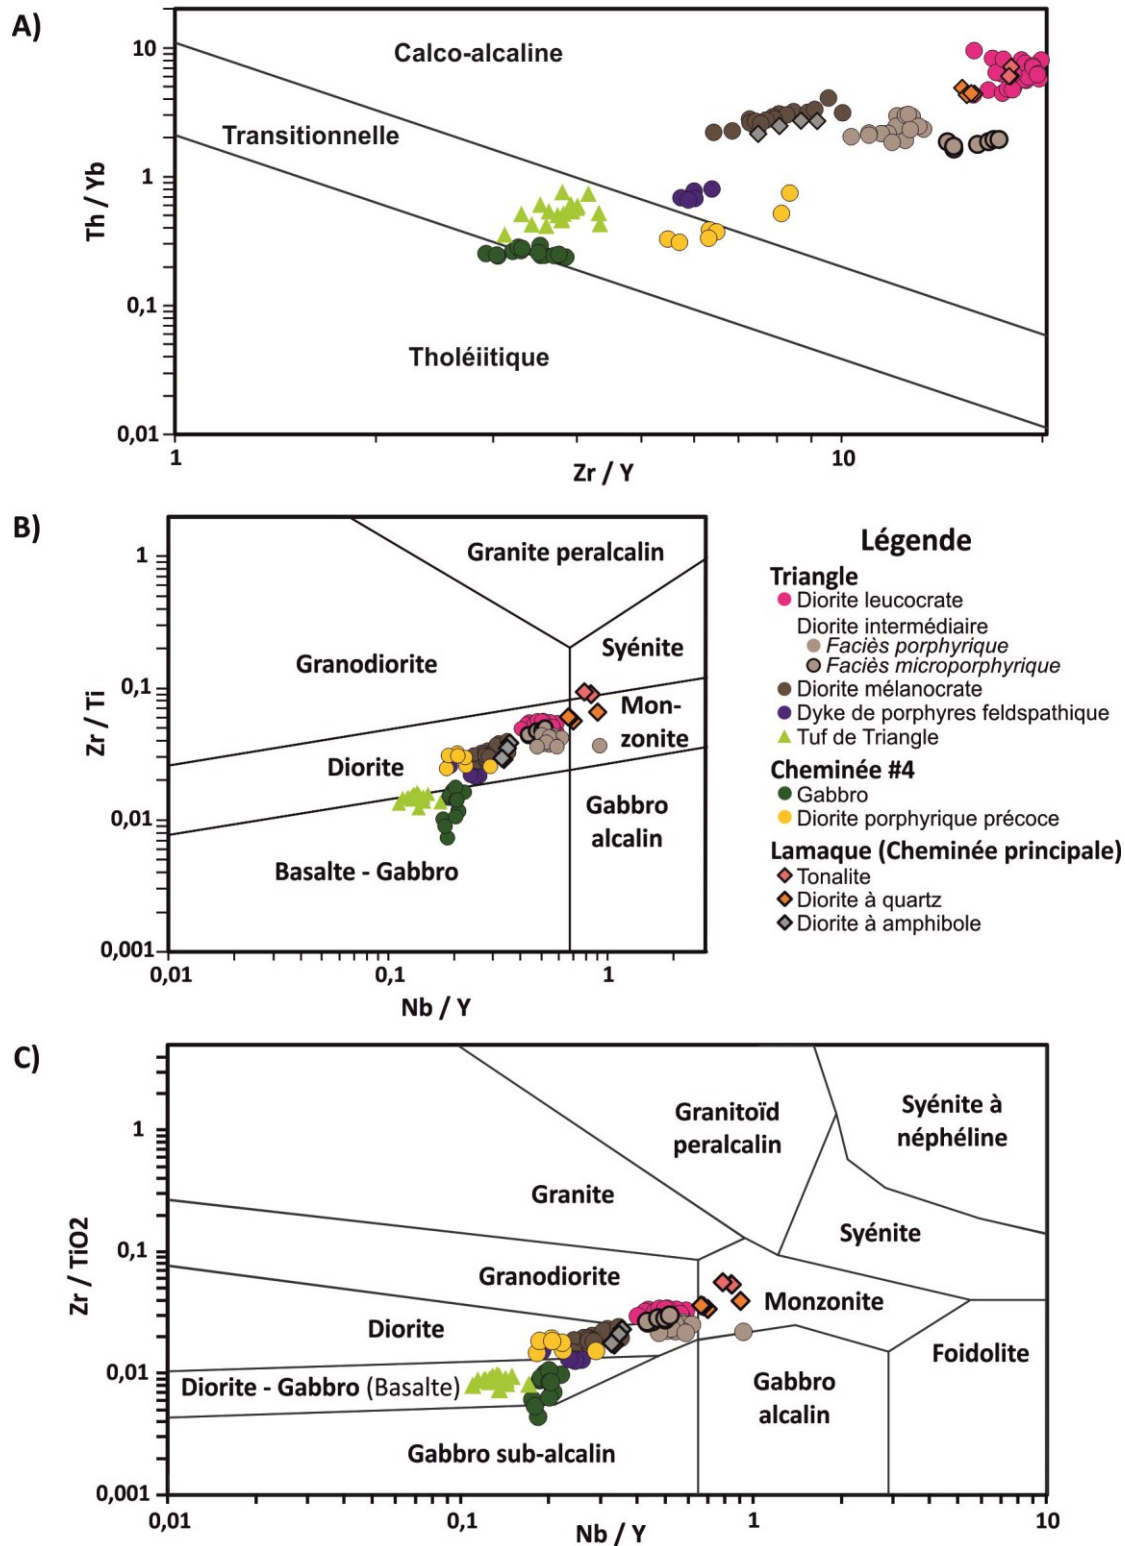 A)
10
1
0,1
0,01
Th / Yb
Calco-alcaline
Transitionnelle
Tholéiitique
1
10
Zr / Y
B)
1
0,1
0,01
0,001
Zr / Ti
Granite peralcalin
Granodiorite
Syénite
Mon-
zonite
Diorite
Gabbro
alcalin
Basalte - Gabbro
0,01
0,1
1
Nb / Y
Légende
Triangle
Diorite leucocrate
Diorite intermédiaire
Faciès porphyrique
Faciès microporphyrique
Diorite mélanocrate
Dyke de porphyres feldspathique
Tuf de Triangle
Cheminée #4
Gabbro
Diorite porphyrique précoce
Lamaque (Cheminée principale)
Tonalite
Diorite à quartz
Diorite à amphibole
C)
1
0,1
0,01
0,001
Zr / TiO2
Granitoïd
peralcalin
Syénite à
néphéline
Granite
Syénite
Granodiorite
Monzonite
Diorite
Foidolite
Diorite - Gabbro (Basalte)
Gabbro
alcalin
Gabbro sub-alcalin
0,01
0,1
1
10
Nb / Y